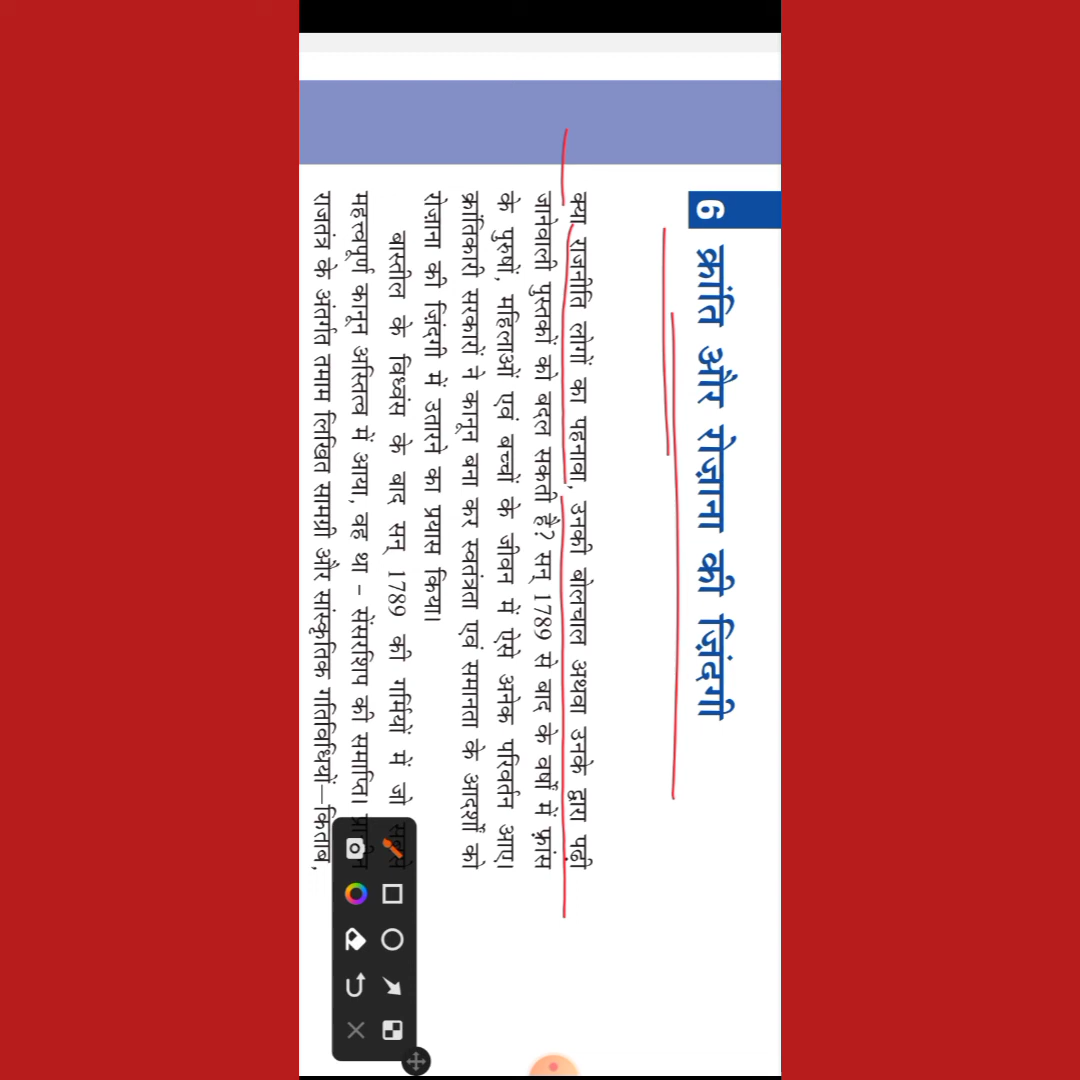 6 क्रांति और रोज़ाना की ज़िंदगी
क्या राजनीति लोगों का पहनावा, उनकी बोलचाल अथवा उनके द्वारा पढ़ी
जानेवाली पुस्तकों को बदल सकती है? सन् 1789 से बाद के वर्षों में फ़्रांस
के पुरुषों, महिलाओं एवं बच्चों के जीवन में ऐसे अनेक परिवर्तन आए।
क्रांतिकारी सरकारों ने कानून बना कर स्वतंत्रता एवं समानता के आदर्शों को
रोज़ाना की ज़िंदगी में उतारने का प्रयास किया।
बास्तील के विध्वंस के बाद सन् 1789 की गर्मियों में जो सबसे
महत्त्वपूर्ण कानून अस्तित्व में आया, वह था – सेंसरशिप की समाप्ति। प्राचीन
राजतंत्र के अंतर्गत तमाम लिखित सामग्री और सांस्कृतिक गतिविधियों—किताब,